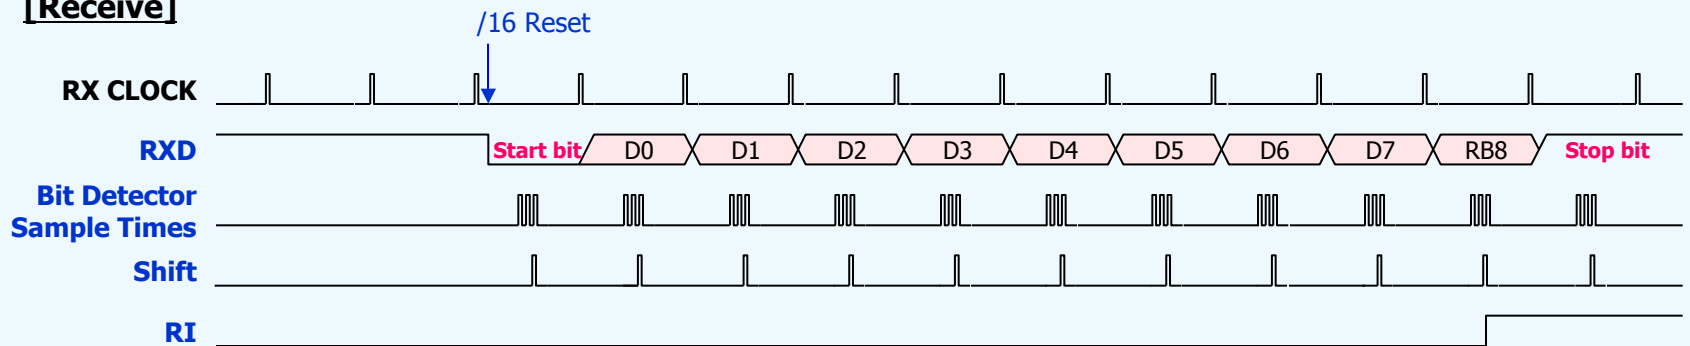 [Receive]
/16 Reset
RX CLOCK
RXD Start bit D0 D1 D2 D3 D4 D5 D6 D7 RB8 Stop bit
Bit Detector
Sample Times
Shift
RI